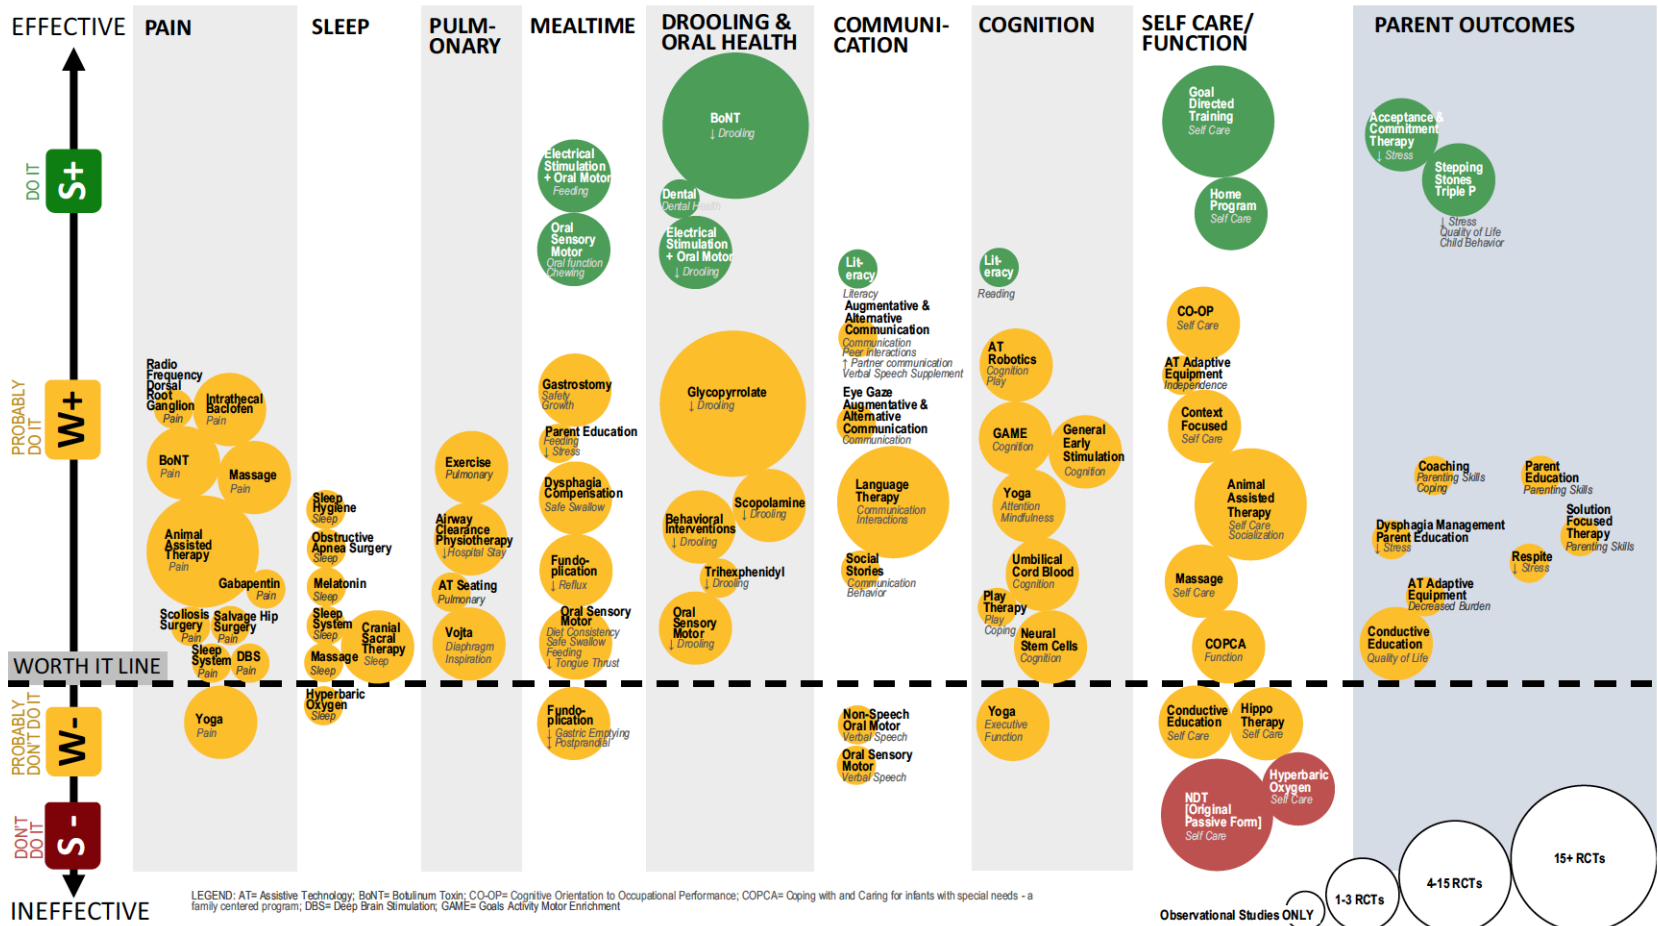 EFFECTIVE
PAIN
SLEEP
PULM-
ONARY
MEALTIME
DROOLING &
ORAL HEALTH
COMMUNI-
CATION
COGNITION
SELF CARE/
FUNCTION
PARENT OUTCOMES
DO IT
S+
PROBABLY
DO IT
W+
WORTH IT LINE
PROBABLY
DON'T DO IT
W -
DON'T
DO IT
S -
INEFFECTIVE
Radio
Frequency
Dorsal
Root
Ganglion
Pain
Intrathecal
Baclofen
Pain
BoNT
Pain
Massage
Pain
Animal
Assisted
Therapy
Pain
Gabapentin
Pain
Scoliosis
Surgery
Pain
Salvage Hip
Surgery
Pain
Sleep
System
Pain
DBS
Pain
Yoga
Pain
Sleep
Hygiene
Sleep
Obstructive
Apnea Surgery
Sleep
Melatonin
Sleep
Sleep
System
Sleep
Cranial
Sacral
Therapy
Sleep
Massage
Sleep
Hyperbaric
Oxygen
Sleep
Exercise
Pulmonary
Airway
Clearance
Physiotherapy
↓Hospital Stay
AT Seating
Pulmonary
Vojta
Diaphragm
Inspiration
Electrical
Stimulation
+ Oral Motor
Feeding
Oral
Sensory
Motor
Oral function
Chewing
Gastrostomy
Safety
Growth
Parent Education
Feeding
↓ Stress
Dysphagia
Compensation
Safe Swallow
Fundo-
plication
↓ Reflux
Oral Sensory
Motor
Diet Consistency
Safe Swallow
Feeding
↓ Tongue Thrust
Fundo-
plication
↓ Gastric Emptying
↓ Postprandial
BoNT
↓ Drooling
Dental
Dental Health
Electrical
Stimulation
+ Oral Motor
↓ Drooling
Glycopyrrolate
↓ Drooling
Scopolamine
↓ Drooling
Behavioral
Interventions
↓ Drooling
Trihexphenidyl
↓ Drooling
Oral
Sensory
Motor
↓ Drooling
Lit-
eracy
Literacy
Augmentative &
Alternative
Communication
Communication
Peer interactions
↑ Partner communication
Verbal Speech Supplement
Eye Gaze
Augmentative &
Alternative
Communication
Communication
Language
Therapy
Communication
Interactions
Social
Stories
Communication
Behavior
Non-Speech
Oral Motor
Verbal Speech
Oral Sensory
Motor
Verbal Speech
Lit-
eracy
Reading
AT
Robotics
Cognition
Play
GAME
Cognition
General
Early
Stimulation
Cognition
Yoga
Attention
Mindfulness
Umbilical
Cord Blood
Cognition
Play
Therapy
Play
Coping
Neural
Stem Cells
Cognition
Yoga
Executive
Function
Goal
Directed
Training
Self Care
Home
Program
Self Care
CO-OP
Self Care
AT Adaptive
Equipment
Independence
Context
Focused
Self Care
Animal
Assisted
Therapy
Self Care
Socialization
Massage
Self Care
COPCA
Function
Conductive
Education
Self Care
Hippo
Therapy
Self Care
NDT
[Original
Passive Form]
Self Care
Hyperbaric
Oxygen
Self Care
Acceptance &
Commitment
Therapy
↓ Stress
Stepping
Stones
Triple P
↓ Stress
Quality of Life
Child Behavior
Coaching
Parenting Skills
Coping
Parent
Education
Parenting Skills
Dysphagia Management
Parent Education
↓ Stress
Solution
Focused
Therapy
Parenting Skills
Respite
↓ Stress
AT Adaptive
Equipment
Decreased Burden
Conductive
Education
Quality of Life
Observational Studies ONLY
1-3 RCTs
4-15 RCTs
15+ RCTs
LEGEND: AT= Assistive Technology; BoNT= Botulinum Toxin; CO-OP= Cognitive Orientation to Occupational Performance; COPCA= Coping with and Caring for infants with special needs - a
family centered program; DBS= Deep Brain Stimulation; GAME= Goals Activity Motor Enrichment